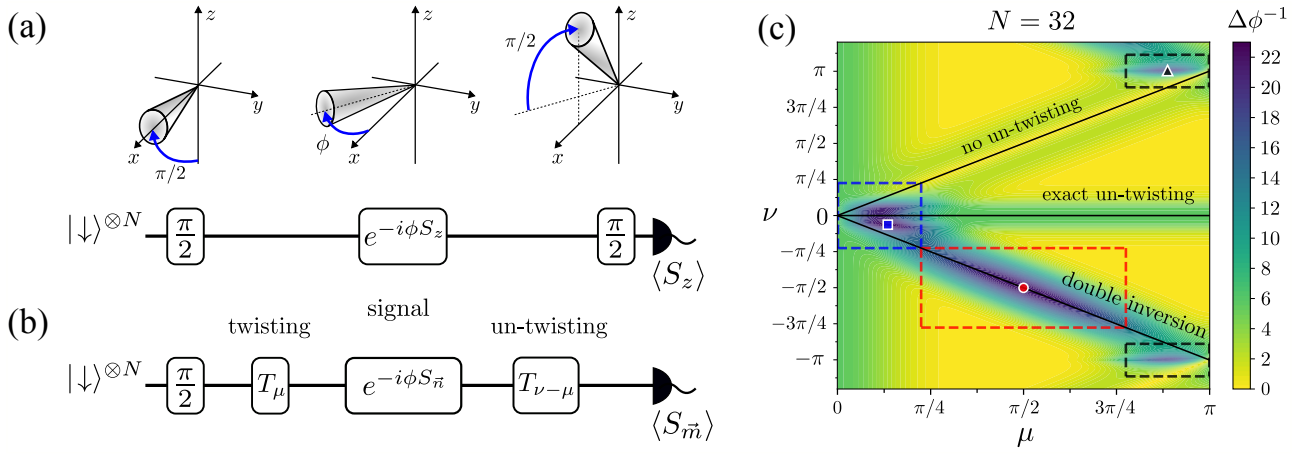 (a)
z
y
x
π/2
z
y
x
ϕ
z
y
x
π/2
|↓⟩⊗N
π/2
e−iϕSz
π/2
⟨Sz⟩
(b)
twisting
signal
un-twisting
|↓⟩⊗N
π/2
Tμ
e−iϕSn⃗
Tν−μ
⟨Sm⃗⟩
(c)
N = 32
Δϕ−1
ν
π
3π/4
π/2
π/4
0
−π/4
−π/2
−3π/4
−π
no un-twisting
exact un-twisting
double inversion
0
π/4
π/2
3π/4
π
μ
22
20
18
16
14
12
10
8
6
4
2
0